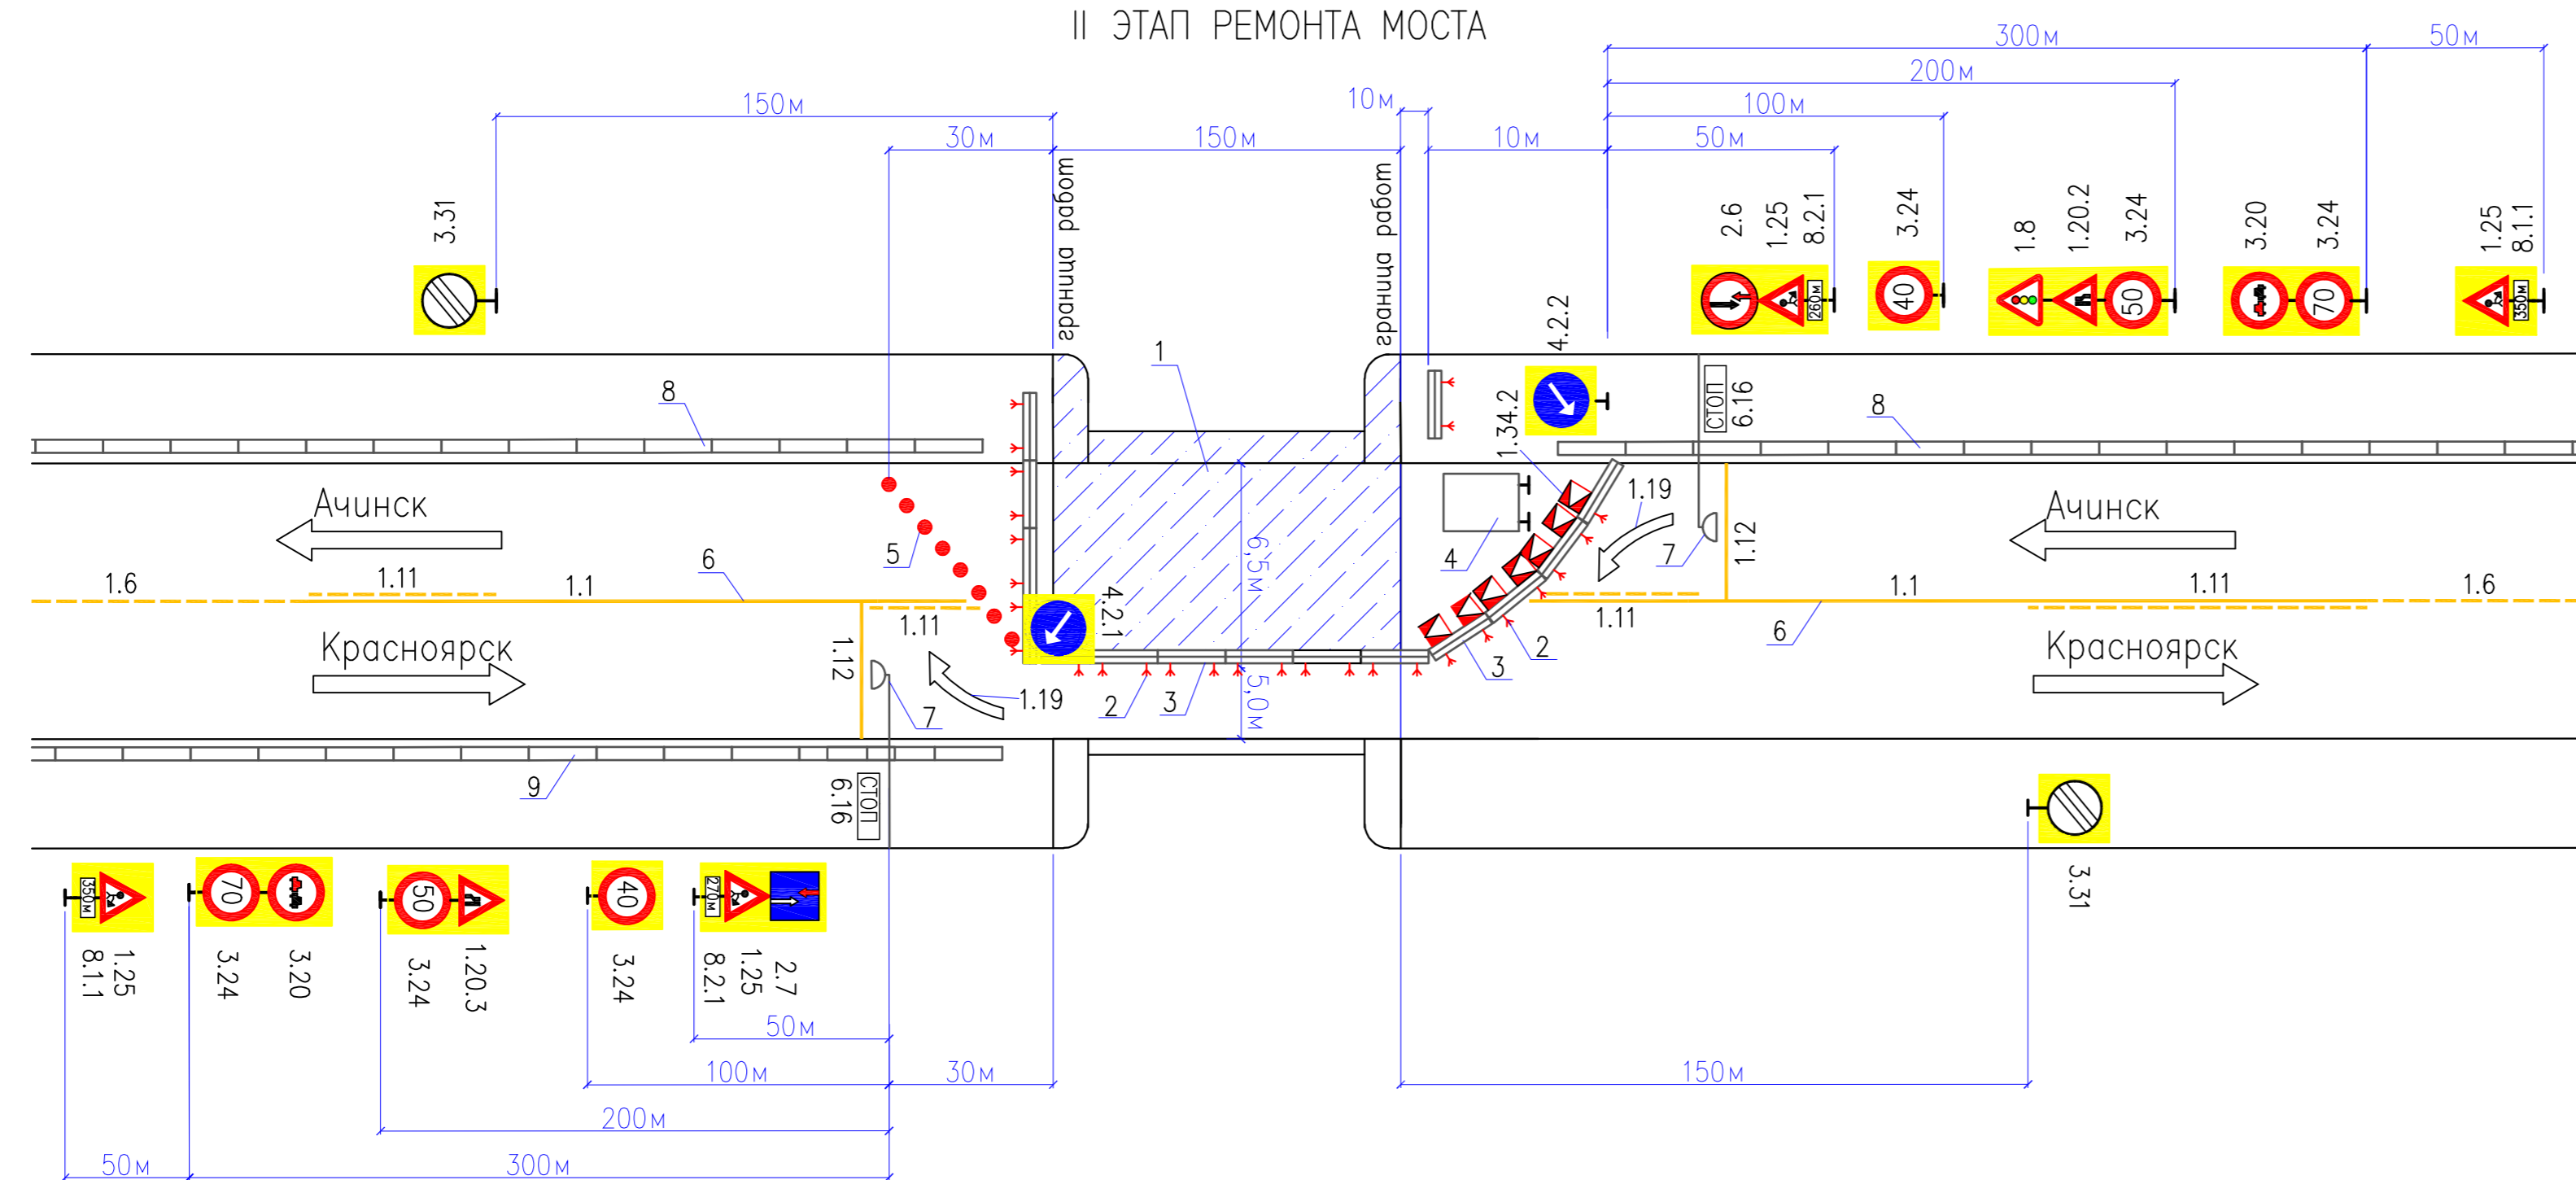 II ЭТАП РЕМОНТА МОСТА
300м
50м
200м
10м
100м
150м
30м
150м
10м
50м
граница работ
граница работ
3.31
2.6
1.25
8.2.1
3.24
1.8
1.20.2
3.24
3.20
3.24
1.25
8.1.1
260м
40
50
70
350м
4.2.2
1
8
1.34.2
СТОП
6.16
8
Ачинск
5
6,5м
4
1.19
7
1.12
Ачинск
1.6
1.11
1.1
6
4.2.1
1.11
1.1
1.11
1.6
1.11
6
Красноярск
1.12
7
1.19
2
3
5,0м
3
2
Красноярск
9
СТОП
6.16
3.31
350м
70
50
40
270м
8.1.1
1.25
3.24
3.20
3.24
1.20.3
3.24
8.2.1
1.25
2.7
50м
100м
30м
150м
200м
50м
300м